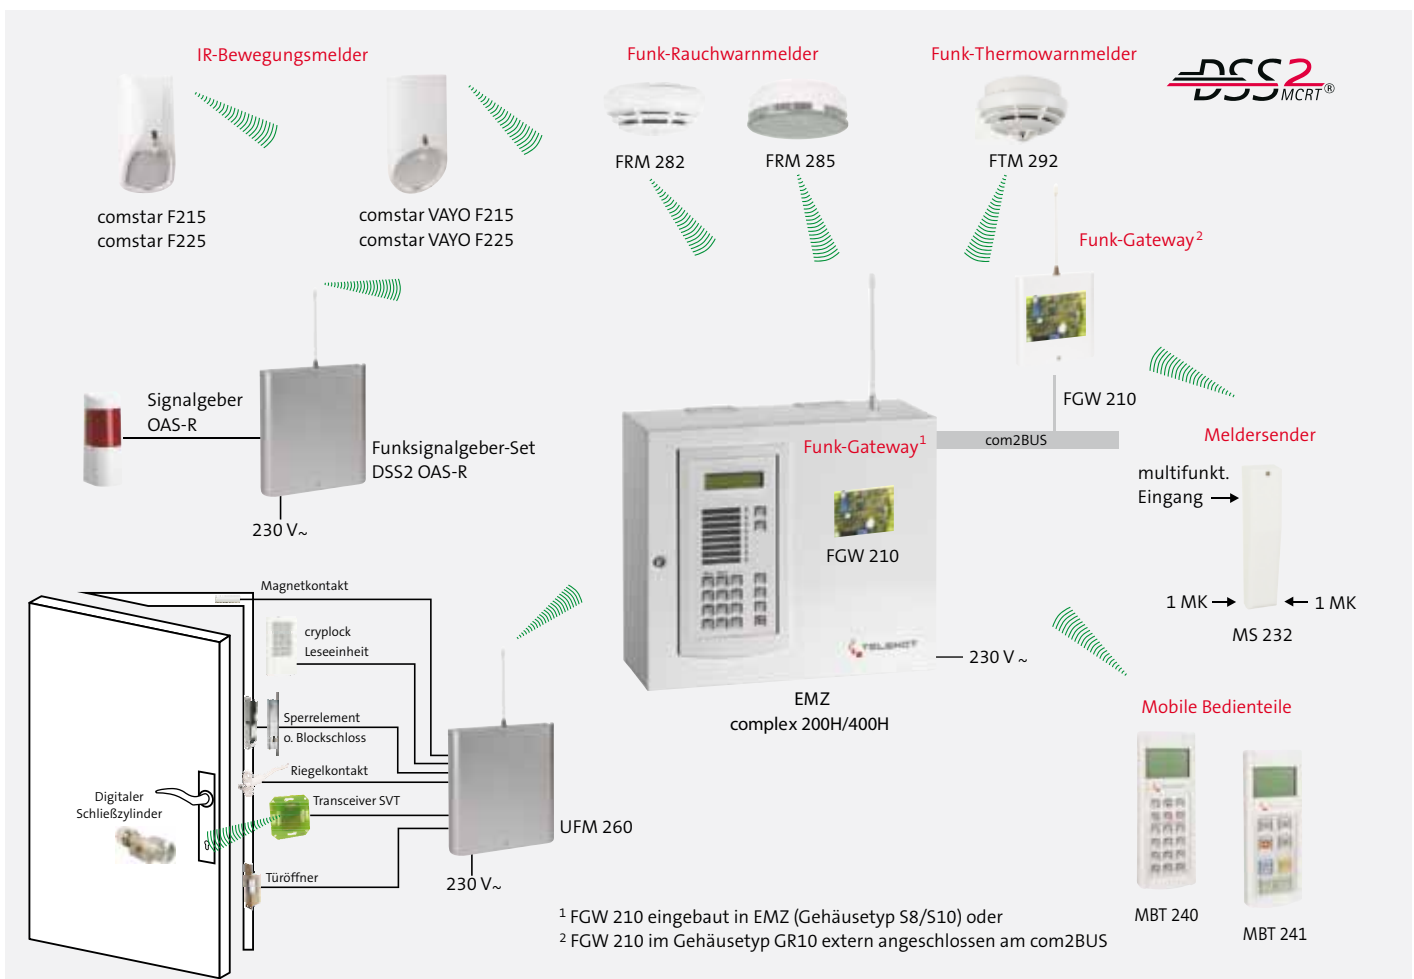 IR-Bewegungsmelder
Funk-Rauchwarnmelder
Funk-Thermowarnmelder
DSS2
MCRT®
FRM 282
FRM 285
FTM 292
comstar F215
comstar F225
comstar VAYO F215
comstar VAYO F225
Funk-Gateway²
FGW 210
Signalgeber
OAS-R
Funksignalgeber-Set
DSS2 OAS-R
230 V~
Funk-Gateway¹
com2BUS
FGW 210
Meldersender
multifunkt.
Eingang
1 MK
1 MK
MS 232
TELENOT
230 V ~
EMZ
complex 200H/400H
Magnetkontakt
cryplock
Leseeinheit
Sperrelement
o. Blockschloss
Riegelkontakt
Transceiver SVT
Digitaler
Schließzylinder
Türöffner
UFM 260
230 V~
Mobile Bedienteile
MBT 240
MBT 241
¹ FGW 210 eingebaut in EMZ (Gehäusetyp S8/S10) oder
² FGW 210 im Gehäusetyp GR10 extern angeschlossen am com2BUS